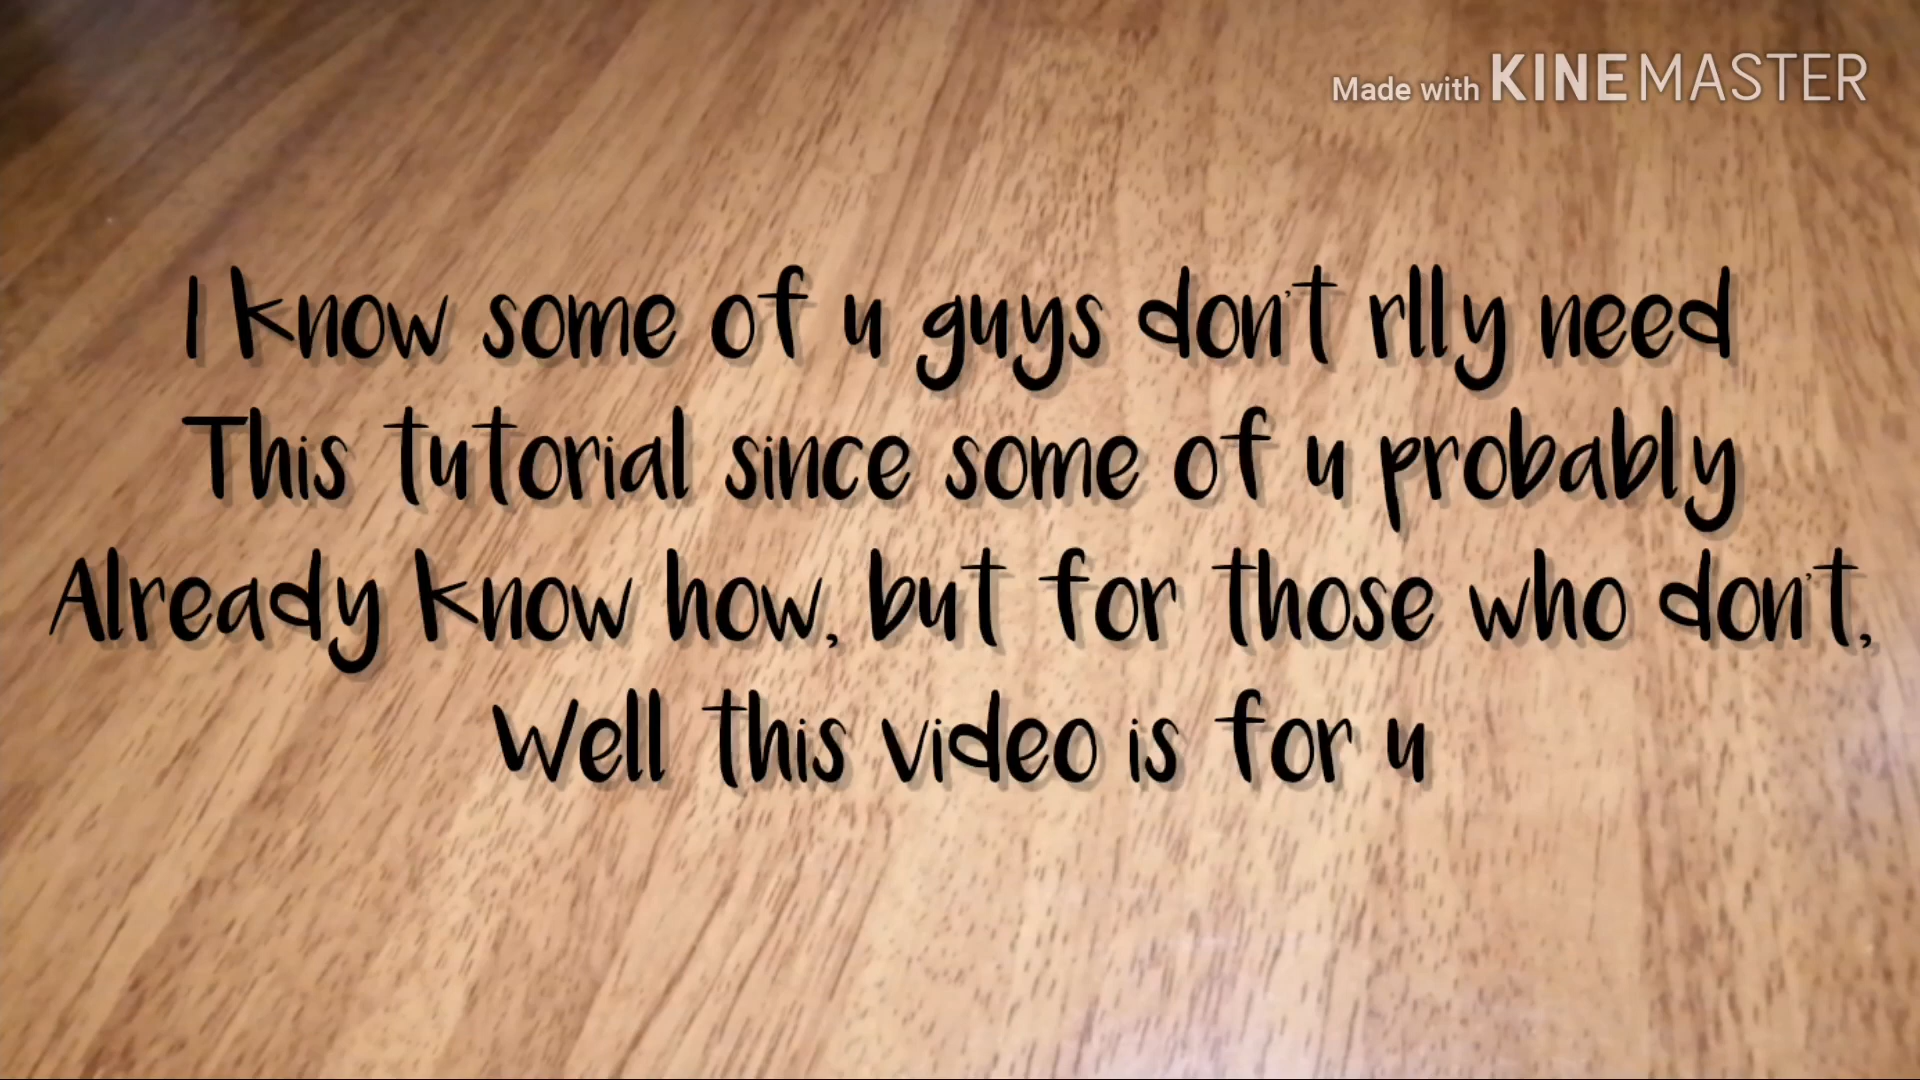 Made with KINEMASTER
I know some of u guys don't rlly need
This tutorial since some of u probably
Already know how, but for those who don't,
Well this video is for u